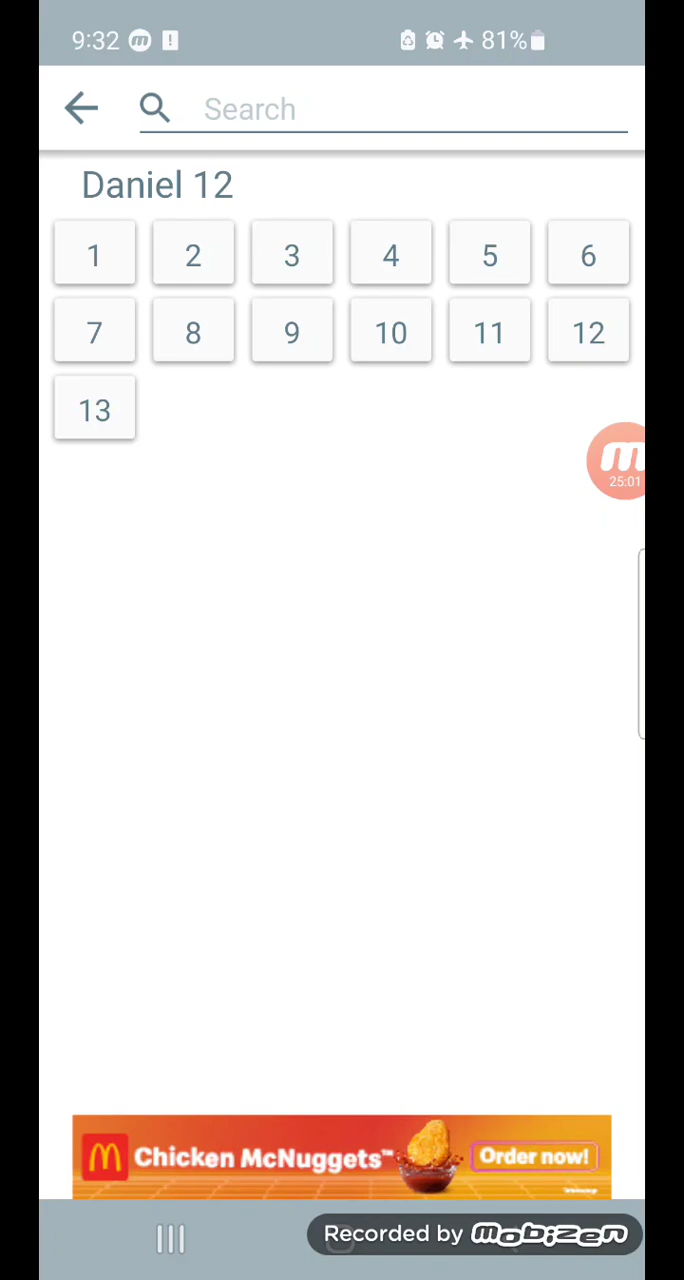 9:32
81%
Search
Daniel 12
1 2 3 4 5 6
7 8 9 10 11 12
13
25:01
Chicken McNuggets™
Order now!
Recorded by mobizen